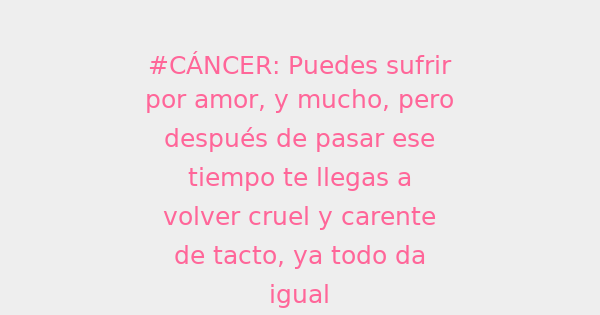 #CÁNCER: Puedes sufrir
por amor, y mucho, pero
después de pasar ese
tiempo te llegas a
volver cruel y carente
de tacto, ya todo da
igual